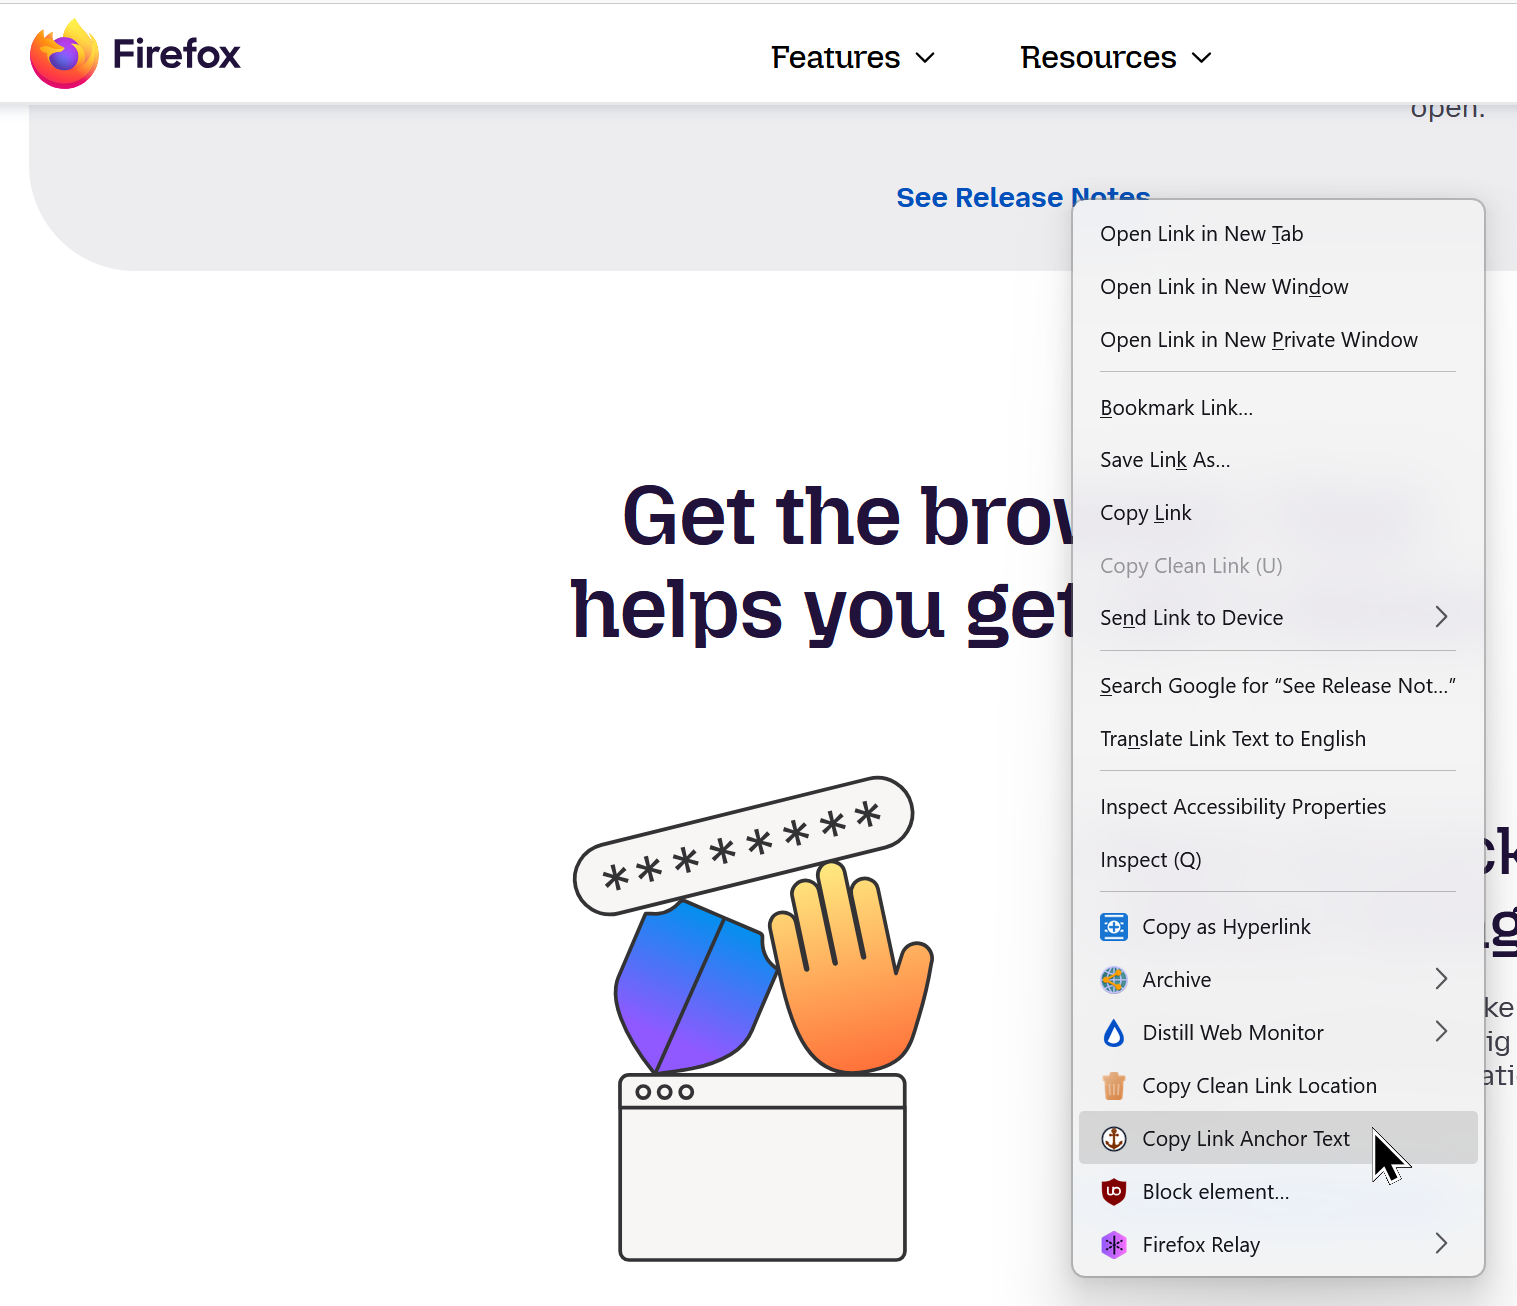 Firefox
Features
Resources
open.
See Release Notes
Get the brow
helps you get
Open Link in New Tab
Open Link in New Window
Open Link in New Private Window
Bookmark Link...
Save Link As...
Copy Link
Copy Clean Link (U)
Send Link to Device
Search Google for “See Release Not...”
Translate Link Text to English
Inspect Accessibility Properties
Inspect (Q)
Copy as Hyperlink
Archive
Distill Web Monitor
Copy Clean Link Location
Copy Link Anchor Text
Block element...
Firefox Relay
********